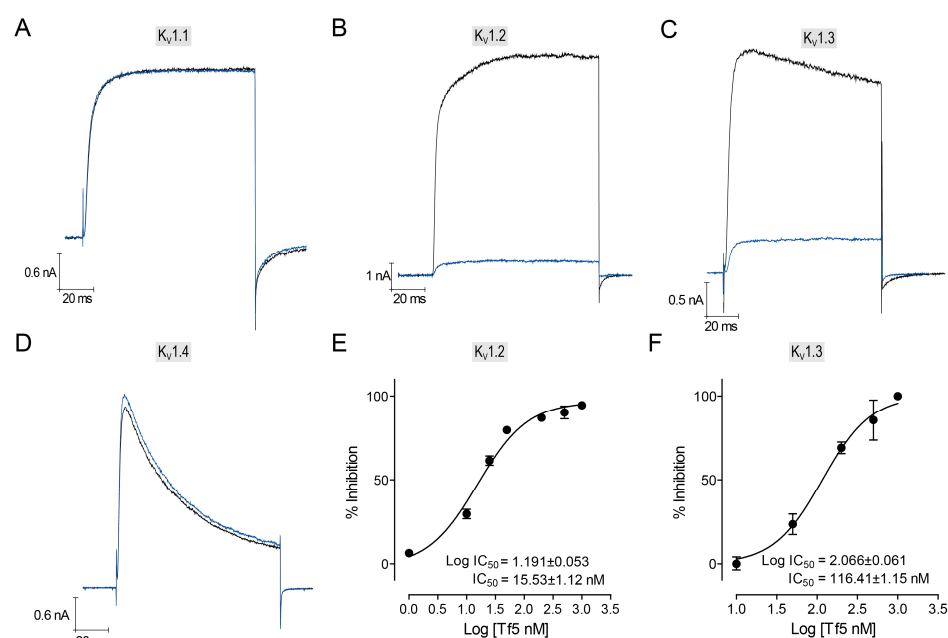 A
Kv1.1
0.6 nA
20 ms
B
Kv1.2
1 nA
20 ms
C
Kv1.3
0.5 nA
20 ms
D
Kv1.4
0.6 nA
E
Kv1.2
% Inhibition
100
50
0
Log IC50 = 1.191±0.053
IC50 = 15.53±1.12 nM
0.0 0.5 1.0 1.5 2.0 2.5 3.0 3.5
Log [Tf5 nM]
F
Kv1.3
% Inhibition
100
50
0
Log IC50 = 2.066±0.061
IC50 = 116.41±1.15 nM
1.0 1.5 2.0 2.5 3.0 3.5
Log [Tf5 nM]